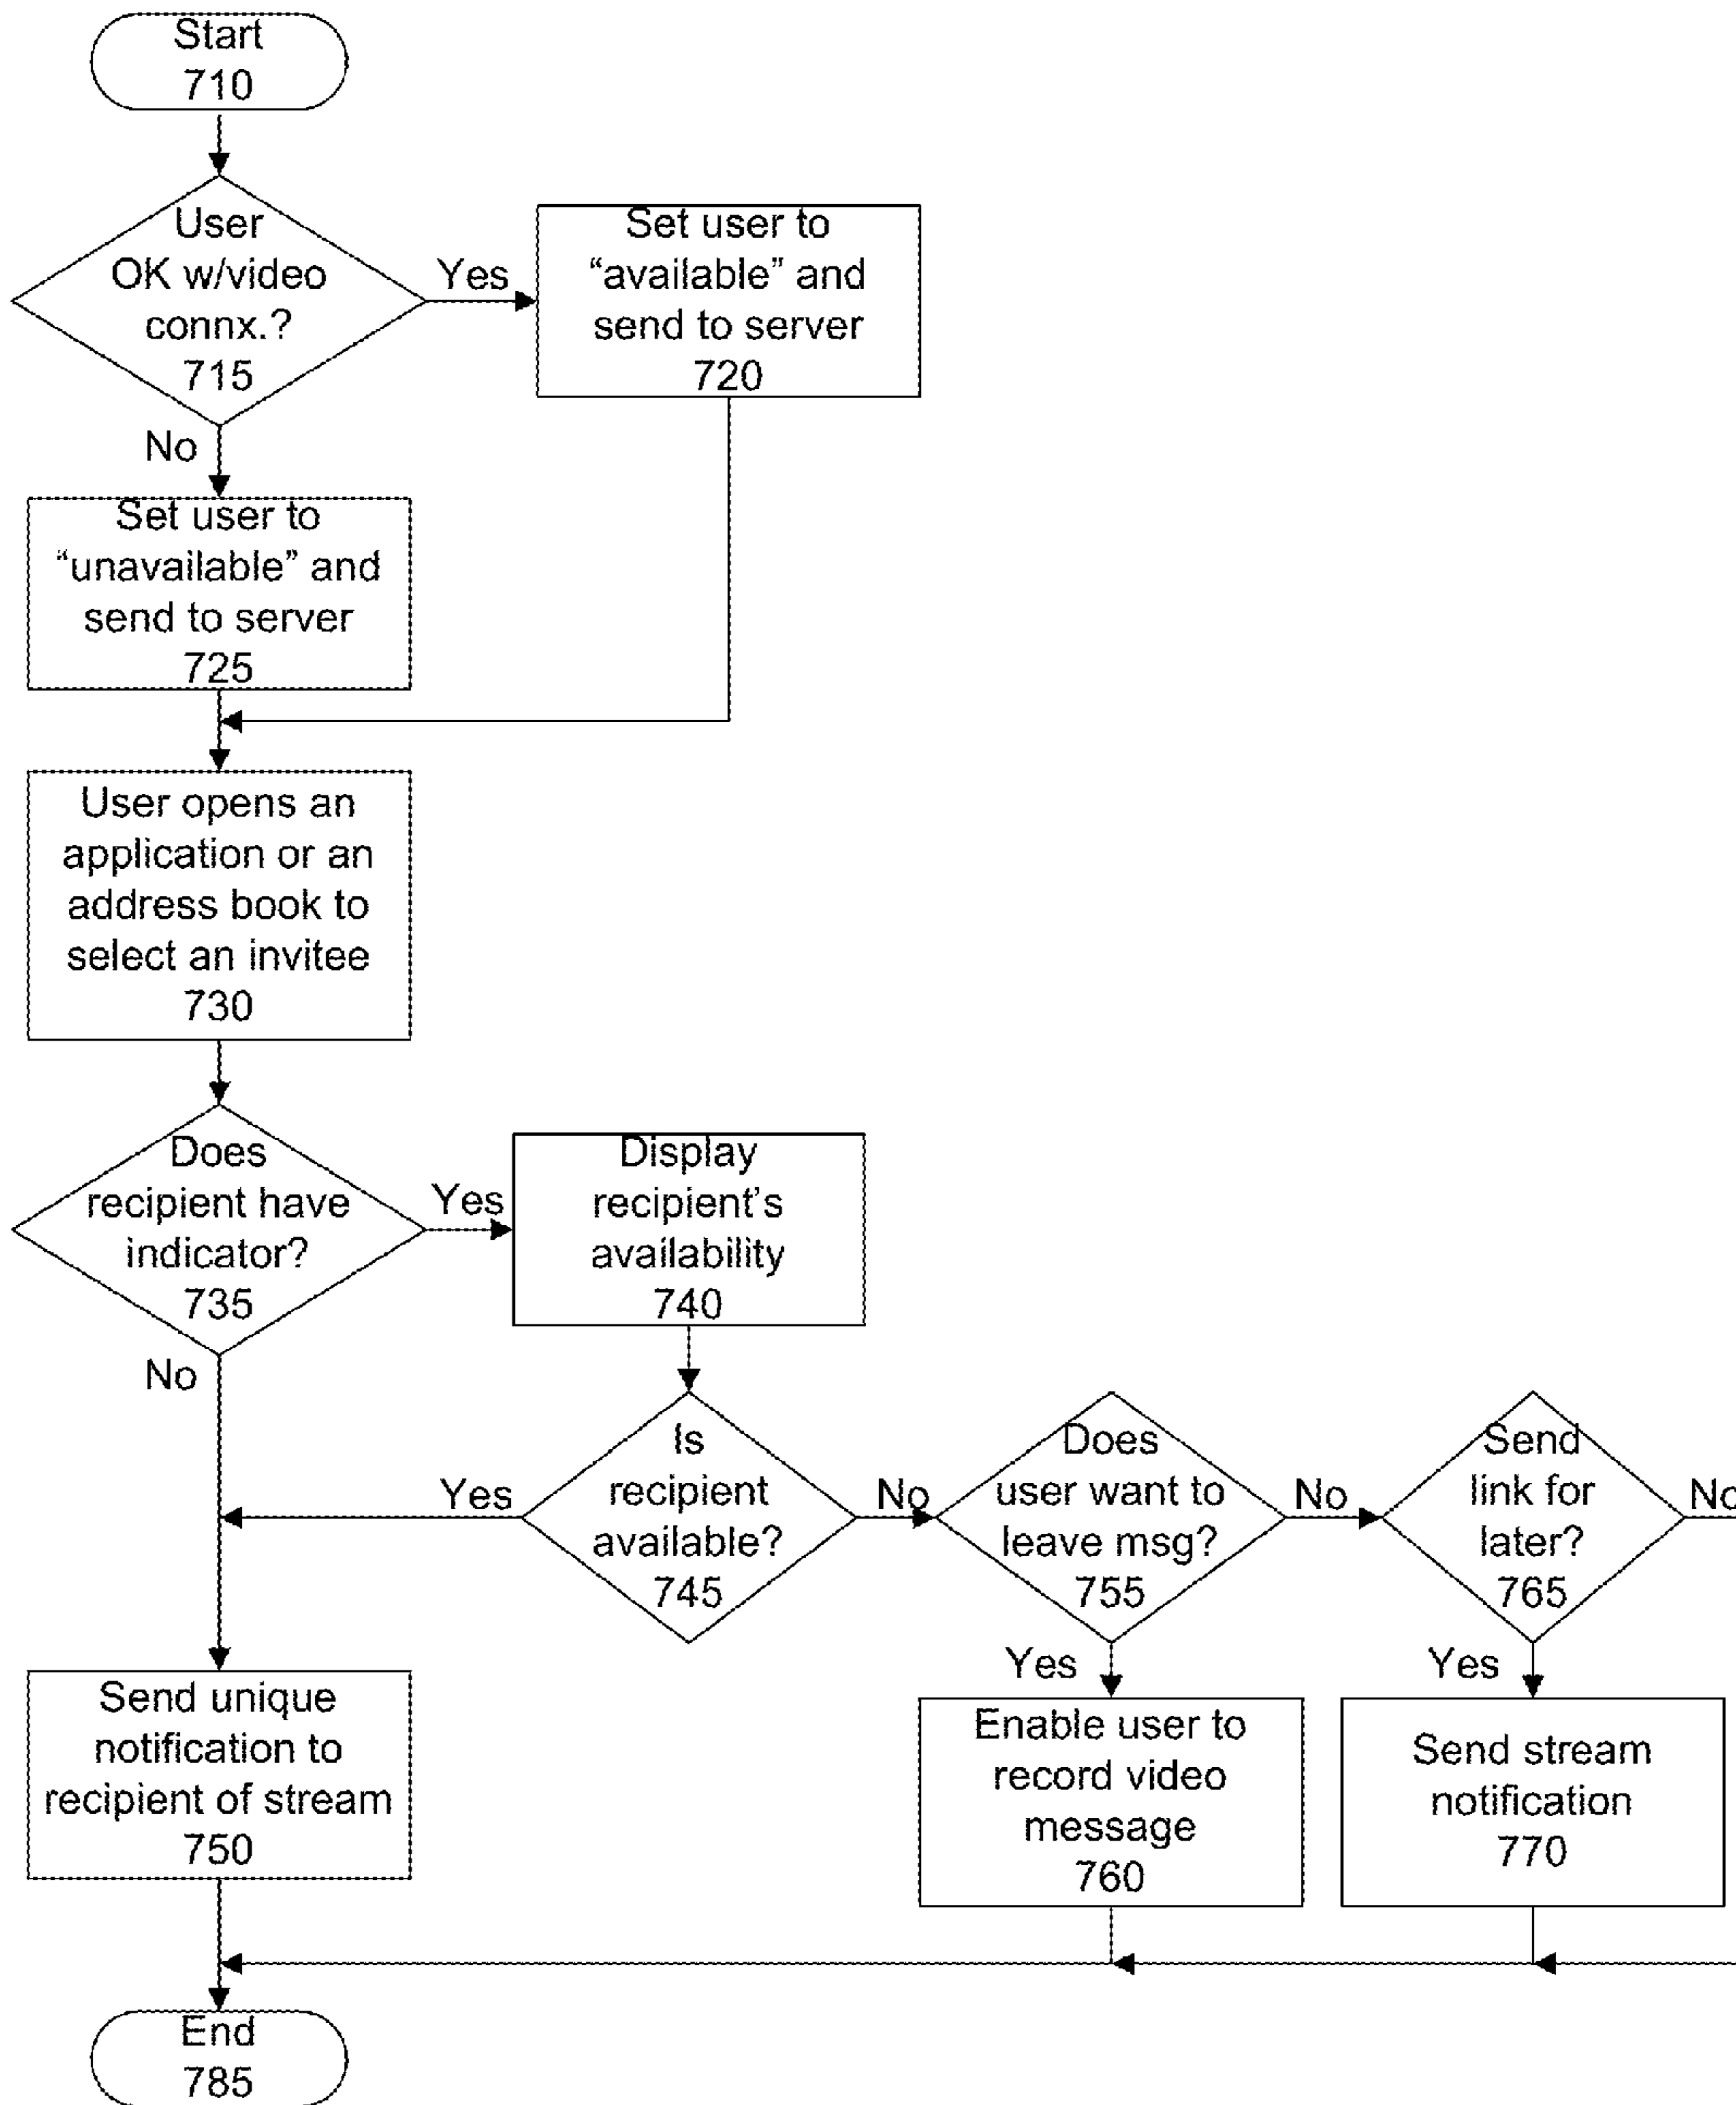 Start
710
User
OK w/video
connx.?
715
Yes
Set user to
“available” and
send to server
720
No
Set user to
“unavailable” and
send to server
725
User opens an
application or an
address book to
select an invitee
730
Does
recipient have
indicator?
735
Yes
Display
recipient’s
availability
740
No
Is
recipient
available?
745
Yes
No
Does
user want to
leave msg?
755
No
Send
link for
later?
765
No
Send unique
notification to
recipient of stream
750
Yes
Enable user to
record video
message
760
Yes
Send stream
notification
770
End
785